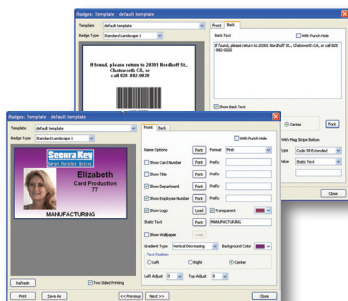 Badges: Template - default template
Template
default template
Badge Type
Standard Landscape 1
Front
Back
Back Text
With Punch-Hole
If found, please return to 20301 Nordhoff St.,
Chatsworth CA, or
call 818 -882-0020
If found, please return to 20301 Nordhoff St., Chatsworth CA, or call 818
-882-0020
Show Back Text
Center
Font
With Mag Stripe Button
Type
Code 39 Extended
Value
Static Text
Close
Badges: Template - default template
Template
default template
Badge Type
Standard Landscape 1
Secura Key
Elizabeth
Card Production
77
MANUFACTURING
Refresh
Two Sided Printing
Front
Back
With Punch-Hole
Name Options
Font
Format
First
Show Card Number
Font
Prefix
Show Title
Font
Prefix
Show Department
Font
Prefix
Show Employee Number
Font
Prefix
Show Logo
Load
Transparent
Static Text
Font
MANUFACTURING
Show Wallpaper
Load
Gradient Type
Vertical Decreasing
Background Color
Text Position
Left
Right
Center
Left Adjust
0
Top Adjust
0
Print
Save As
<< Previous
Next >>
Close